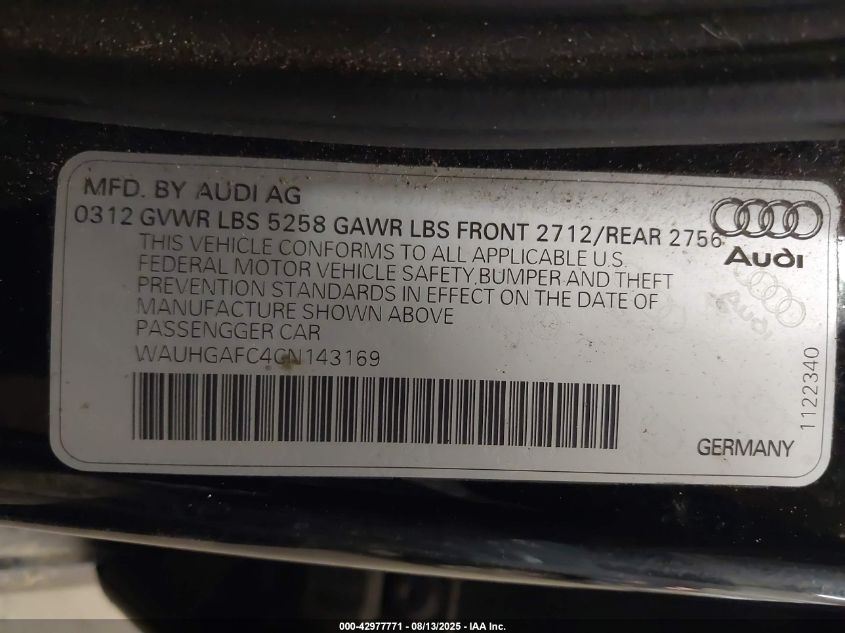 MFD. BY AUDI AG
0312 GVWR LBS 5258 GAWR LBS FRONT 2712/REAR 2756
THIS VEHICLE CONFORMS TO ALL APPLICABLE U.S.
FEDERAL MOTOR VEHICLE SAFETY,BUMPER AND THEFT
PREVENTION STANDARDS IN EFFECT ON THE DATE OF
MANUFACTURE SHOWN ABOVE
PASSENGGER CAR
WAUHGAFC4CN143169
Audi
Audi
1122340
GERMANY
000-42977771 - 08/13/2025 - IAA Inc.